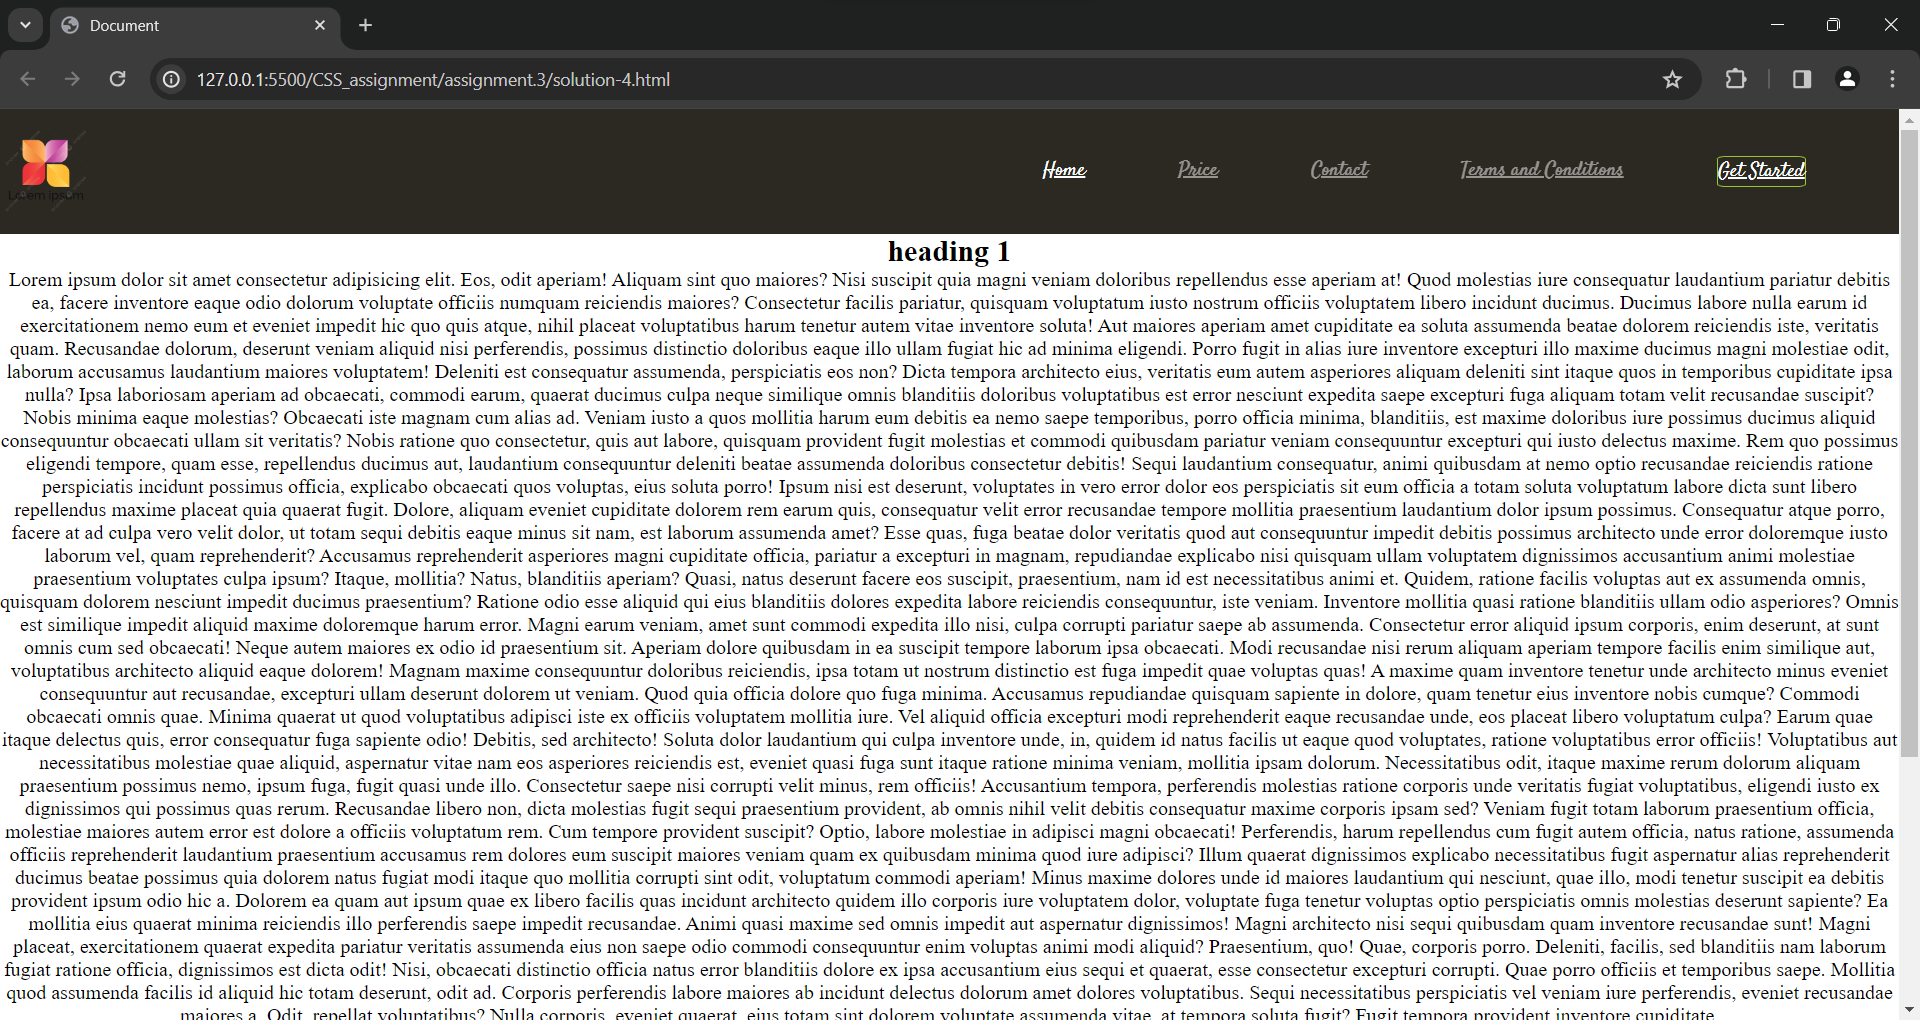 Document
127.0.0.1:5500/CSS_assignment/assignment.3/solution-4.html
Lorem ipsum
Home Price Contact Terms and Conditions Get Started
heading 1
Lorem ipsum dolor sit amet consectetur adipisicing elit. Eos, odit aperiam! Aliquam sint quo maiores? Nisi suscipit quia magni veniam doloribus repellendus esse aperiam at! Quod molestias iure consequatur laudantium pariatur debitis
ea, facere inventore eaque odio dolorum voluptate officiis numquam reiciendis maiores? Consectetur facilis pariatur, quisquam voluptatum iusto nostrum officiis voluptatem libero incidunt ducimus. Ducimus labore nulla earum id
exercitationem nemo eum et eveniet impedit hic quo quis atque, nihil placeat voluptatibus harum tenetur autem vitae inventore soluta! Aut maiores aperiam amet cupiditate ea soluta assumenda beatae dolorem reiciendis iste, veritatis
quam. Recusandae dolorum, deserunt veniam aliquid nisi perferendis, possimus distinctio doloribus eaque illo ullam fugiat hic ad minima eligendi. Porro fugit in alias iure inventore excepturi illo maxime ducimus magni molestiae odit,
laborum accusamus laudantium maiores voluptatem! Deleniti est consequatur assumenda, perspiciatis eos non? Dicta tempora architecto eius, veritatis eum autem asperiores aliquam deleniti sint itaque quos in temporibus cupiditate ipsa
nulla? Ipsa laboriosam aperiam ad obcaecati, commodi earum, quaerat ducimus culpa neque similique omnis blanditiis doloribus voluptatibus est error nesciunt expedita saepe excepturi fuga aliquam totam velit recusandae suscipit?
Nobis minima eaque molestias? Obcaecati iste magnam cum alias ad. Veniam iusto a quos mollitia harum eum debitis ea nemo saepe temporibus, porro officia minima, blanditiis, est maxime doloribus iure possimus ducimus aliquid
consequuntur obcaecati ullam sit veritatis? Nobis ratione quo consectetur, quis aut labore, quisquam provident fugit molestias et commodi quibusdam pariatur veniam consequuntur excepturi qui iusto delectus maxime. Rem quo possimus
eligendi tempore, quam esse, repellendus ducimus aut, laudantium consequuntur deleniti beatae assumenda doloribus consectetur debitis! Sequi laudantium consequatur, animi quibusdam at nemo optio recusandae reiciendis ratione
perspiciatis incidunt possimus officia, explicabo obcaecati quos voluptas, eius soluta porro! Ipsum nisi est deserunt, voluptates in vero error dolor eos perspiciatis sit eum officia a totam soluta voluptatum labore dicta sunt libero
repellendus maxime placeat quia quaerat fugit. Dolore, aliquam eveniet cupiditate dolorem rem earum quis, consequatur velit error recusandae tempore mollitia praesentium laudantium dolor ipsum possimus. Consequatur atque porro,
facere at ad culpa vero velit dolor, ut totam sequi debitis eaque minus sit nam, est laborum assumenda amet? Esse quas, fuga beatae dolor veritatis quod aut consequuntur impedit debitis possimus architecto unde error doloremque iusto
laborum vel, quam reprehenderit? Accusamus reprehenderit asperiores magni cupiditate officia, pariatur a excepturi in magnam, repudiandae explicabo nisi quisquam ullam voluptatem dignissimos accusantium animi molestiae
praesentium voluptates culpa ipsum? Itaque, mollitia? Natus, blanditiis aperiam? Quasi, natus deserunt facere eos suscipit, praesentium, nam id est necessitatibus animi et. Quidem, ratione facilis voluptas aut ex assumenda omnis,
quisquam dolorem nesciunt impedit ducimus praesentium? Ratione odio esse aliquid qui eius blanditiis dolores expedita labore reiciendis consequuntur, iste veniam. Inventore mollitia quasi ratione blanditiis ullam odio asperiores? Omnis
est similique impedit aliquid maxime doloremque harum error. Magni earum veniam, amet sunt commodi expedita illo nisi, culpa corrupti pariatur saepe ab assumenda. Consectetur error aliquid ipsum corporis, enim deserunt, at sunt
omnis cum sed obcaecati! Neque autem maiores ex odio id praesentium sit. Aperiam dolore quibusdam in ea suscipit tempore laborum ipsa obcaecati. Modi recusandae nisi rerum aliquam aperiam tempore facilis enim similique aut,
voluptatibus architecto aliquid eaque dolorem! Magnam maxime consequuntur doloribus reiciendis, ipsa totam ut nostrum distinctio est fuga impedit quae voluptas quas! A maxime quam inventore tenetur unde architecto minus eveniet
consequuntur aut recusandae, excepturi ullam deserunt dolorem ut veniam. Quod quia officia dolore quo fuga minima. Accusamus repudiandae quisquam sapiente in dolore, quam tenetur eius inventore nobis cumque? Commodi
obcaecati omnis quae. Minima quaerat ut quod voluptatibus adipisci iste ex officiis voluptatem mollitia iure. Vel aliquid officia excepturi modi reprehenderit eaque recusandae unde, eos placeat libero voluptatum culpa? Earum quae
itaque delectus quis, error consequatur fuga sapiente odio! Debitis, sed architecto! Soluta dolor laudantium qui culpa inventore unde, in, quidem id natus facilis ut eaque quod voluptates, ratione voluptatibus error officiis! Voluptatibus aut
necessitatibus molestiae quae aliquid, aspernatur vitae nam eos asperiores reiciendis est, eveniet quasi fuga sunt itaque ratione minima veniam, mollitia ipsam dolorum. Necessitatibus odit, itaque maxime rerum dolorum aliquam
praesentium possimus nemo, ipsum fuga, fugit quasi unde illo. Consectetur saepe nisi corrupti velit minus, rem officiis! Accusantium tempora, perferendis molestias ratione corporis unde veritatis fugiat voluptatibus, eligendi iusto ex
dignissimos qui possimus quas rerum. Recusandae libero non, dicta molestias fugit sequi praesentium provident, ab omnis nihil velit debitis consequatur maxime corporis ipsam sed? Veniam fugit totam laborum praesentium officia,
molestiae maiores autem error est dolore a officiis voluptatum rem. Cum tempore provident suscipit? Optio, labore molestiae in adipisci magni obcaecati! Perferendis, harum repellendus cum fugit autem officia, natus ratione, assumenda
officiis reprehenderit laudantium praesentium accusamus rem dolores eum suscipit maiores veniam quam ex quibusdam minima quod iure adipisci? Illum quaerat dignissimos explicabo necessitatibus fugit aspernatur alias reprehenderit
ducimus beatae possimus quia dolorem natus fugiat modi itaque quo mollitia corrupti sint odit, voluptatum commodi aperiam! Minus maxime dolores unde id maiores laudantium qui nesciunt, quae illo, modi tenetur suscipit ea debitis
provident ipsum odio hic a. Dolorem ea quam aut ipsum quae ex libero facilis quas incidunt architecto quidem illo corporis iure voluptatem dolor, voluptate fuga tenetur voluptas optio perspiciatis omnis molestias deserunt sapiente? Ea
mollitia eius quaerat minima reiciendis illo perferendis saepe impedit recusandae. Animi quasi maxime sed omnis impedit aut aspernatur dignissimos! Magni architecto nisi sequi quibusdam quam inventore recusandae sunt! Magni
placeat, exercitationem quaerat expedita pariatur veritatis assumenda eius non saepe odio commodi consequuntur enim voluptas animi modi aliquid? Praesentium, quo! Quae, corporis porro. Deleniti, facilis, sed blanditiis nam laborum
fugiat ratione officia, dignissimos est dicta odit! Nisi, obcaecati distinctio officia natus error blanditiis dolore ex ipsa accusantium eius sequi et quaerat, esse consectetur excepturi corrupti. Quae porro officiis et temporibus saepe. Mollitia
quod assumenda facilis id aliquid hic totam deserunt, odit ad. Corporis perferendis labore maiores ab incidunt delectus dolorum amet dolores voluptatibus. Sequi necessitatibus perspiciatis vel veniam iure perferendis, eveniet recusandae
maiores a. Odit, repellat voluptatibus? Nulla corporis, eveniet quaerat, eius totam sint dolorem voluptate assumenda vitae, at tempora soluta fugit? Fugit tempora provident inventore cupiditate